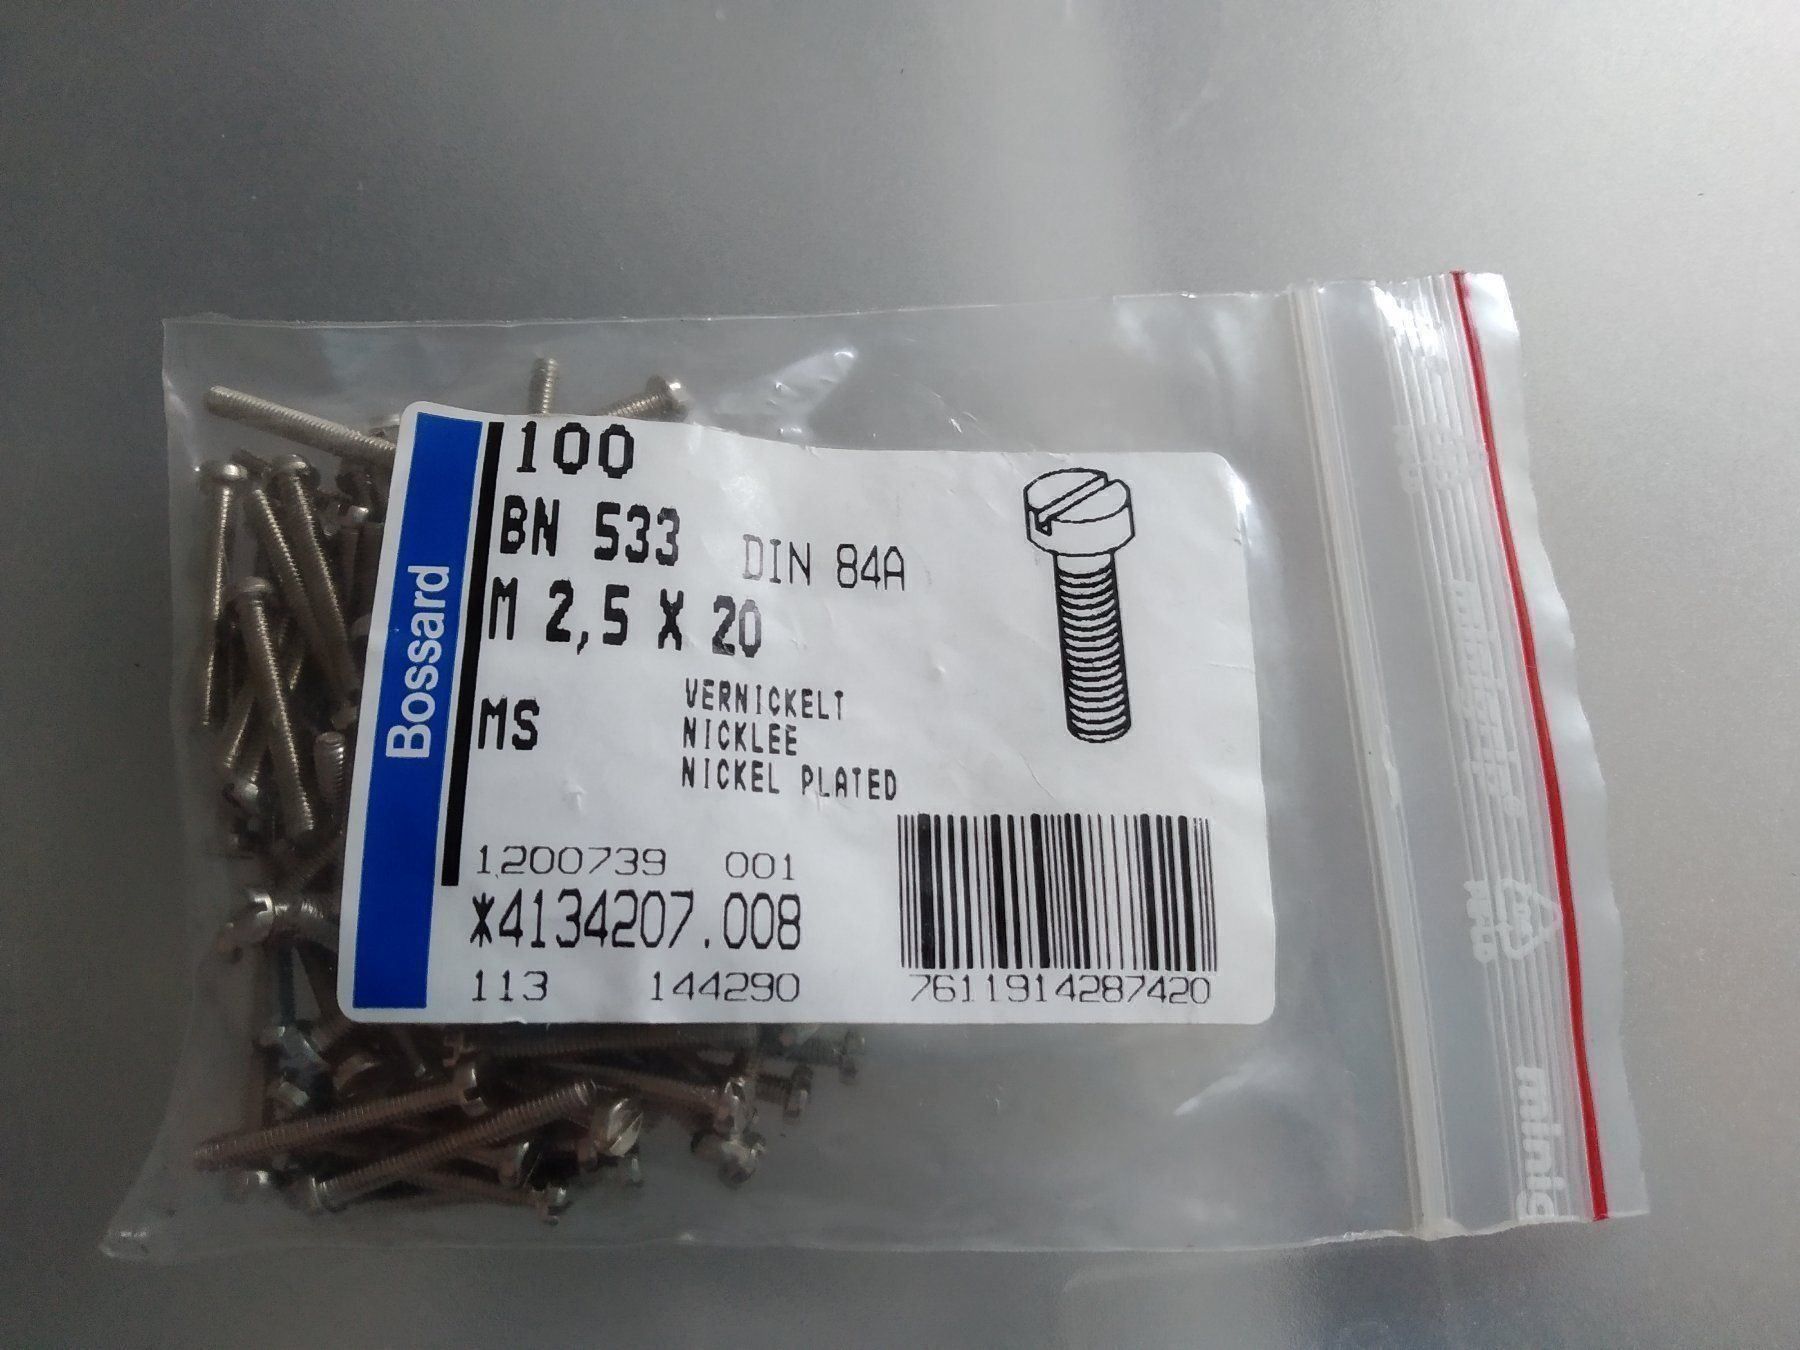 Bossard
100
BN 533 DIN 84A
M 2,5 X 20
MS
VERNICKELT
NICKLEE
NICKEL PLATED
1200739 001
*4134207.008
113 144290
7611914287420
minig